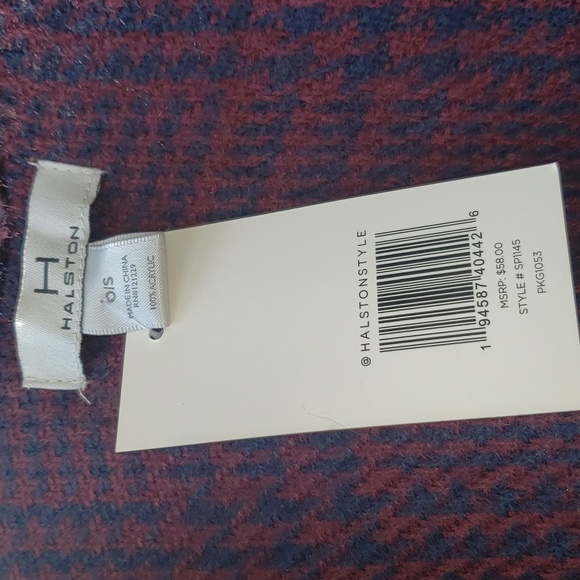 H
HALSTON
O/S
MADE IN CHINA
RN#121229
100% ACRYLIC
@HALSTONSTYLE
1 94587 40442 6
MSRP: $58.00
STYLE # SP1145
PKG1053